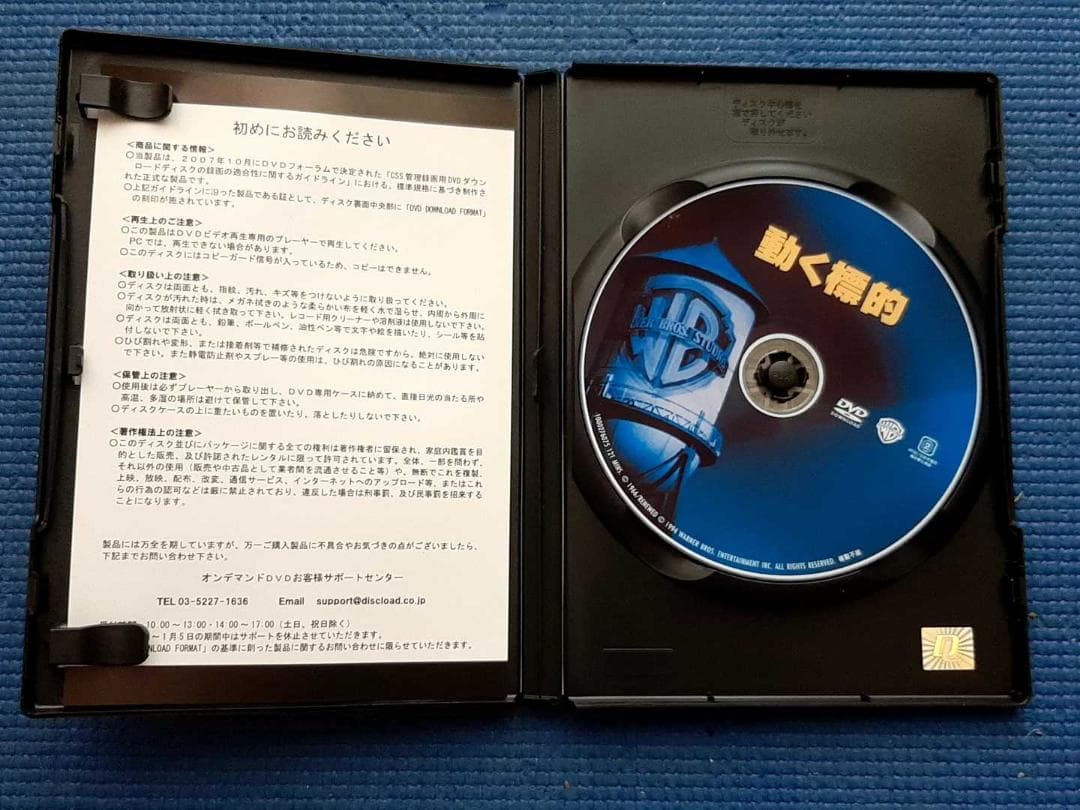 初めにお読みください
<商品に関する情報>
○当製品は、2007年10月にDVDフォーラムで決定された「CSS管理録画用DVDダウン
ロードディスクの録画の適合性に関するガイドライン」における、標準規格に基づき制作さ
れた正式な製品です。
○上記ガイドラインに沿った製品である証として、ディスク裏面中央部に「DVD DOWNLOAD FORMAT」
の刻印が施されています。
<再生上のご注意>
○この製品はDVDビデオ再生専用のプレーヤーで再生してください。
PCでは、再生できない場合があります。
○このディスクにはコピーガード信号が入っているため、コピーはできません。
<取り扱い上の注意>
○ディスクは両面とも、指紋、汚れ、キズ等をつけないように取り扱ってください。
○ディスクが汚れた時は、メガネ拭きのような柔らかい布を軽く水で湿らせ、内周から外周に
向かって放射状に軽く拭き取って下さい。レコード用クリーナーや溶剤液は使用しないで下さい。
○ディスクは両面とも、鉛筆、ボールペン、油性ペン等で文字や絵を描いたり、シール等を貼
付しないで下さい。
○ひび割れや変形、または接着剤等で補修されたディスクは危険ですから、絶対に使用しない
で下さい。また静電防止剤やスプレー等の使用は、ひび割れの原因になることがあります。
<保管上の注意>
○使用後は必ずプレーヤーから取り出し、DVD専用ケースに納めて、直接日光の当たる所や
高温、多湿の場所は避けて保管して下さい。
○ディスクケースの上に重たいものを置いたり、落としたりしないで下さい。
<著作権法上の注意>
○このディスク並びにパッケージに関する全ての権利は著作権者に留保され、家庭内鑑賞を目
的とした販売、及び許諾されたレンタルに限って許可されています。全体、一部を問わず、
それ以外の使用(販売や中古品として業者間を流通させること等)や、無断でこれを複製、
上映、放映、配布、改変、通信サービス、インターネットへのアップロード等、またはこれ
らの行為の認可などは厳に禁止されており、違反した場合は刑事罰、及び民事罰を招来する
ことになります。
製品には万全を期していますが、万一ご購入製品に不具合やお気づきの点がございましたら、
下記までお問い合わせ下さい。
オンデマンドDVDお客様サポートセンター
TEL 03-5227-1636 Email support@discload.co.jp
10:00～13:00・14:00～17:00(土日、祝日除く)
～1月5日の期間中はサポートを休止させていただきます。
NLOAD FORMAT」の基準に則った製品に関するお問い合わせに限らせていただきます。
ディスク中心部を
指で押してください
ディスクが
取り外せます。
動く標的
WB
BROS. STUDIOS
DVD
DOWNLOAD
WB
2
1000026075 121 MINS. © 1966/RENEWED © 1994 WARNER BROS. ENTERTAINMENT INC. ALL RIGHTS RESERVED. 複製不能